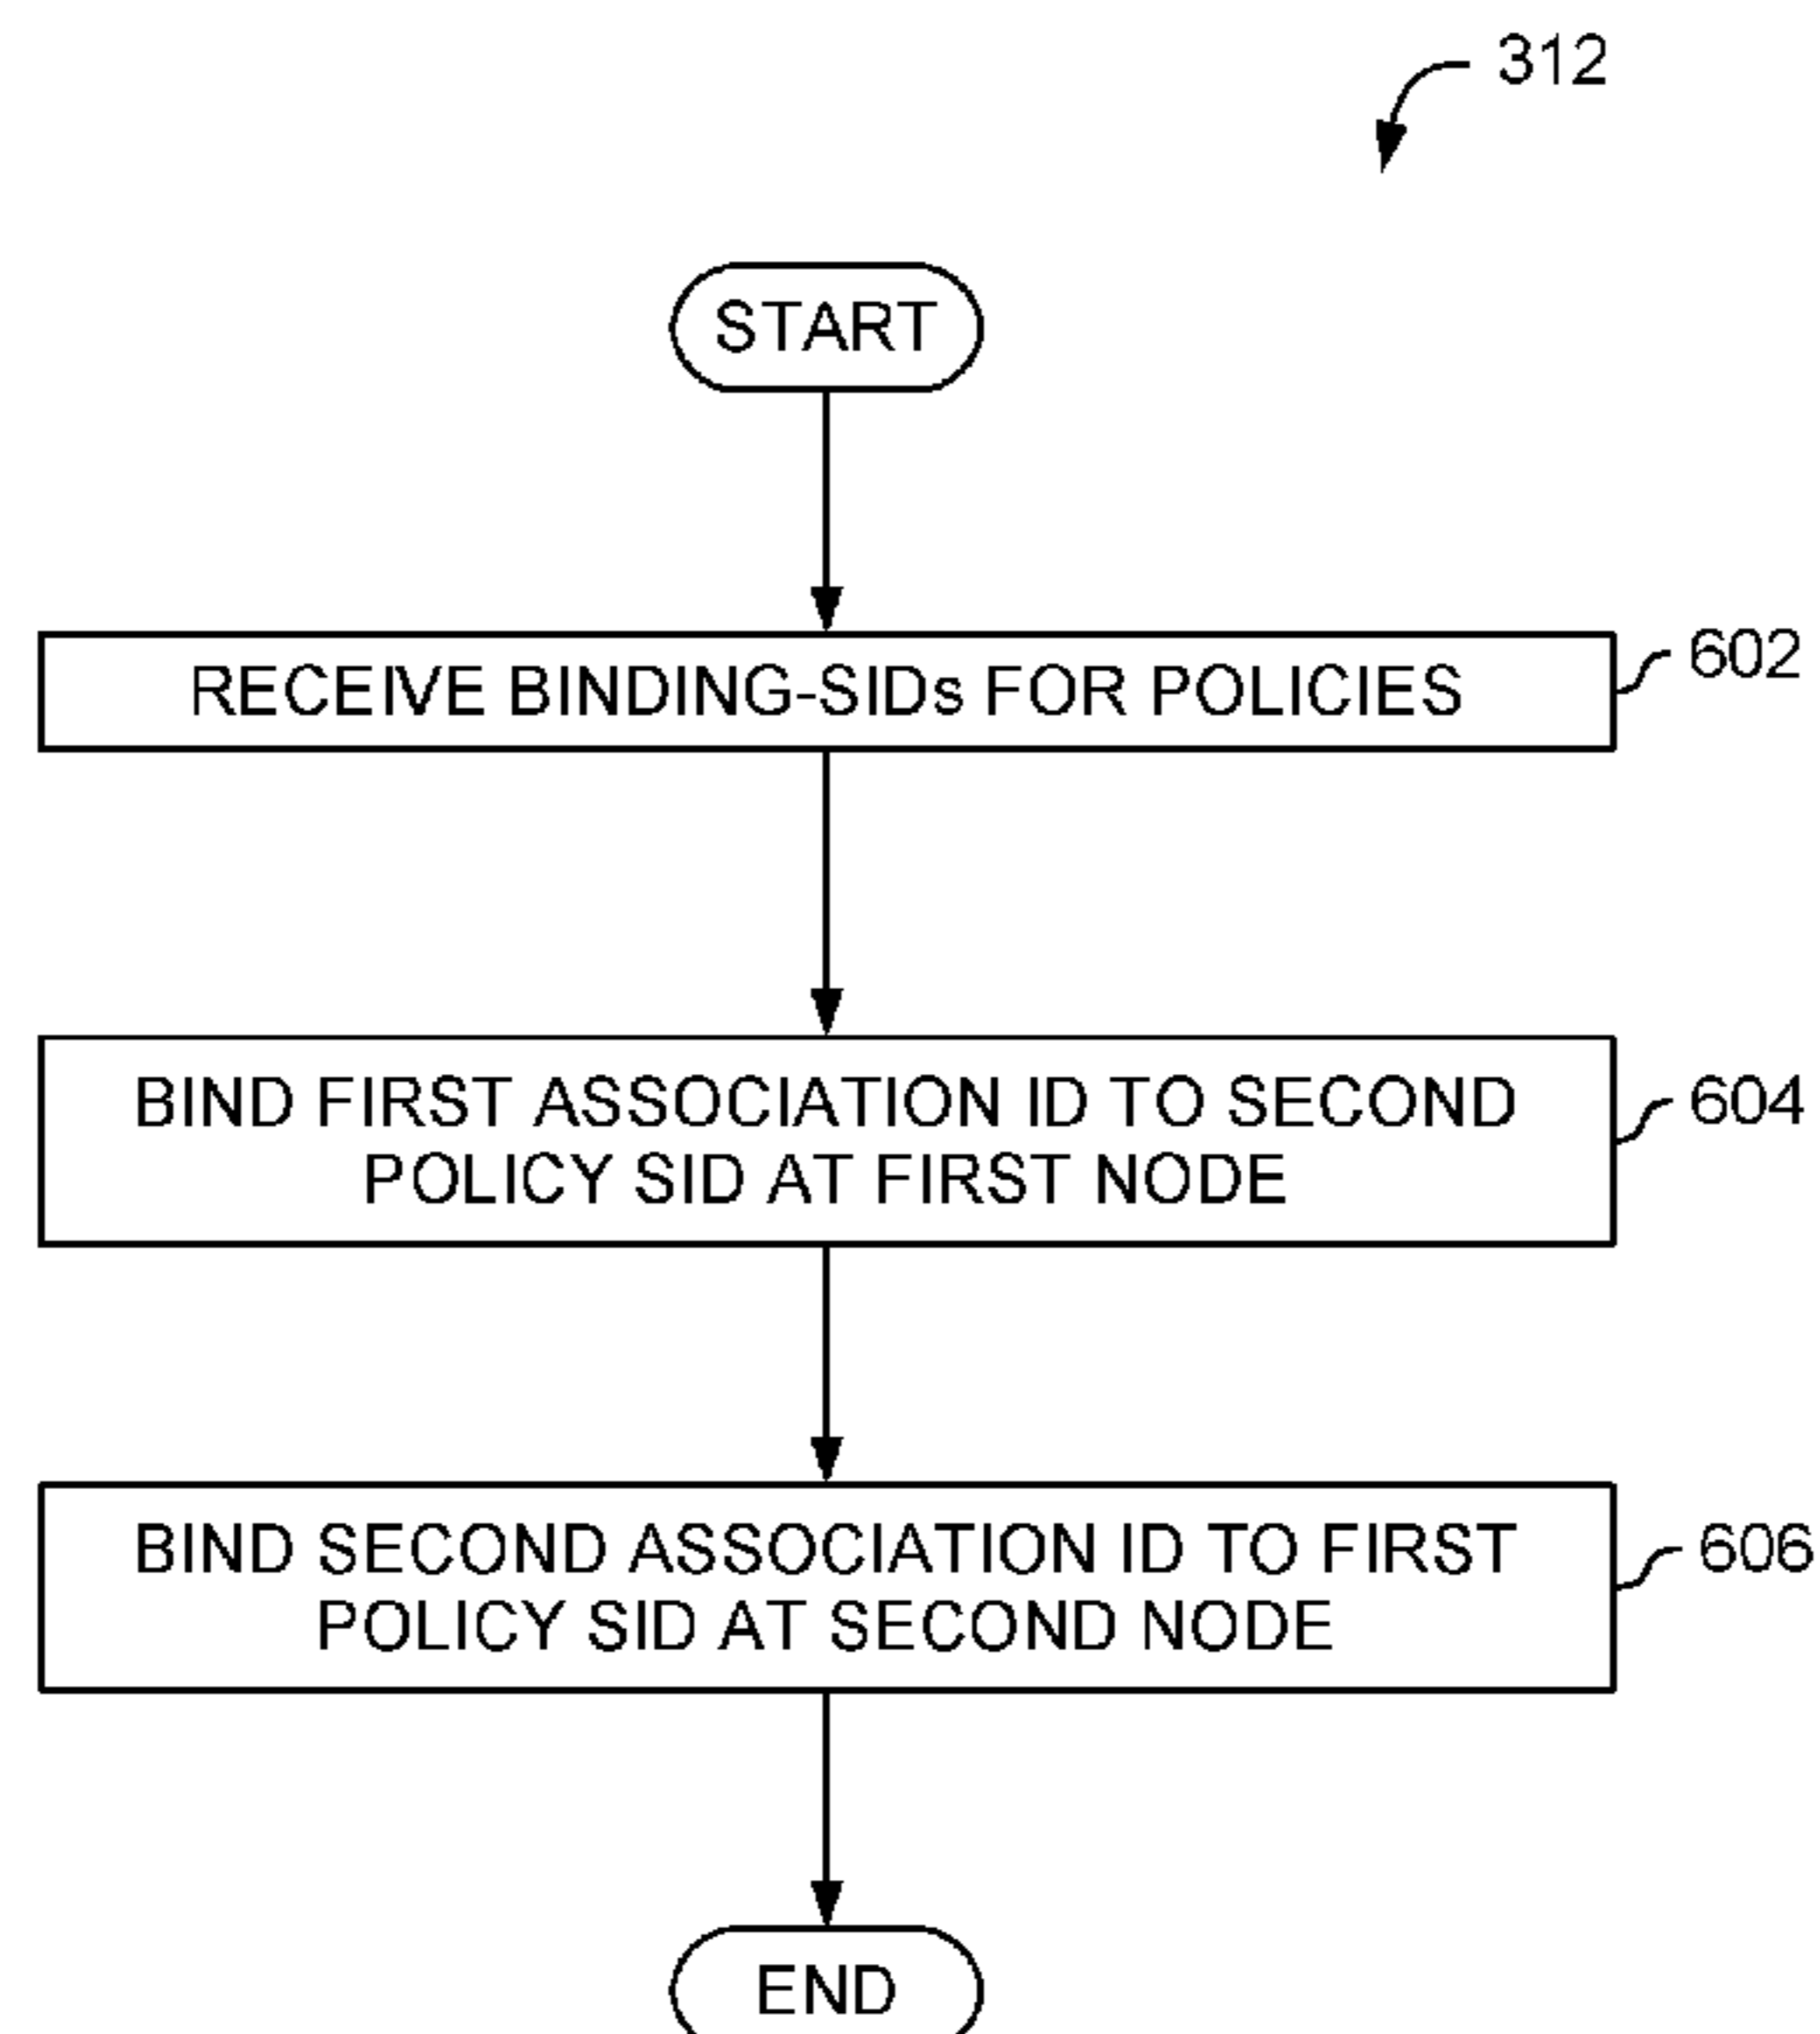 312
START
RECEIVE BINDING-SIDs FOR POLICIES
602
BIND FIRST ASSOCIATION ID TO SECOND
POLICY SID AT FIRST NODE
604
BIND SECOND ASSOCIATION ID TO FIRST
POLICY SID AT SECOND NODE
606
END